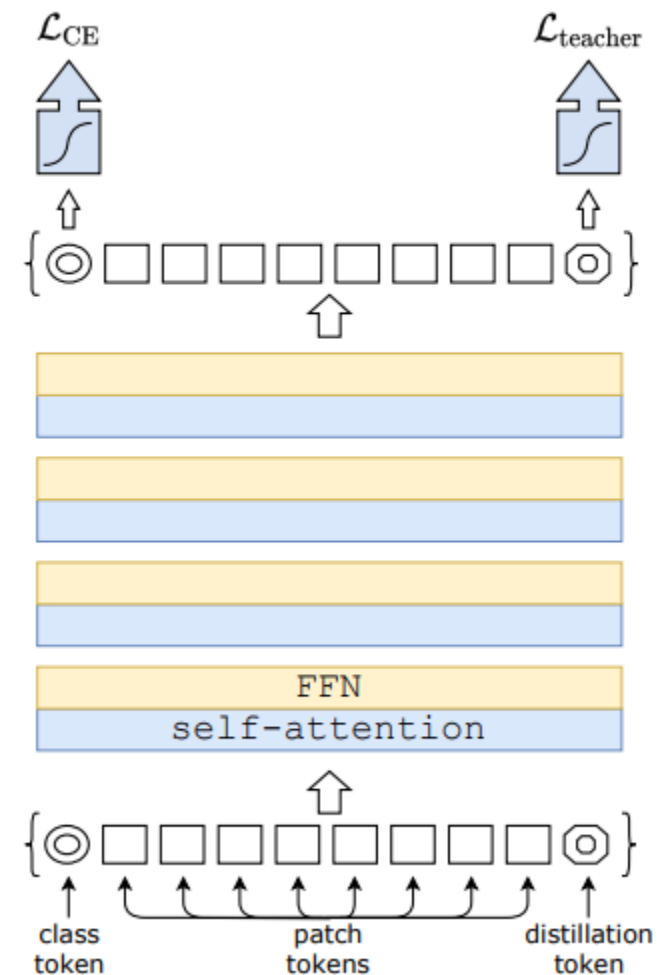 ℒCE
ℒteacher
FFN
self-attention
class
token
patch
tokens
distillation
token